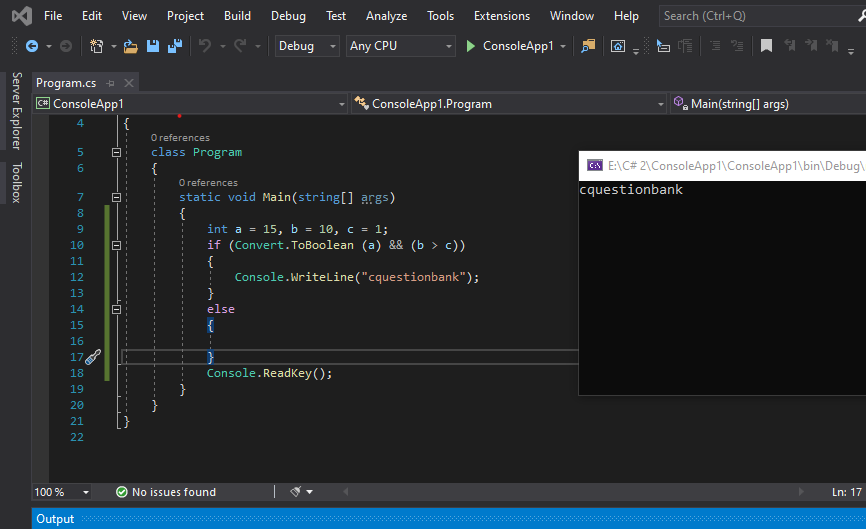 File Edit View Project Build Debug Test Analyze Tools Extensions Window Help Search (Ctrl+Q)
Debug Any CPU ConsoleApp1
Server Explorer
Toolbox
Program.cs
C# ConsoleApp1 ConsoleApp1.Program Main(string[] args)
4 {
0 references
5 class Program
6 {
0 references
7 static void Main(string[] args)
8 {
9 int a = 15, b = 10, c = 1;
10 if (Convert.ToBoolean (a) && (b > c))
11 {
12 Console.WriteLine("cquestionbank");
13 }
14 else
15 {
16
17 }
18 Console.ReadKey();
19 }
20 }
21 }
22
E:\C# 2\ConsoleApp1\ConsoleApp1\bin\Debug\
cquestionbank
100 % No issues found Ln: 17
Output